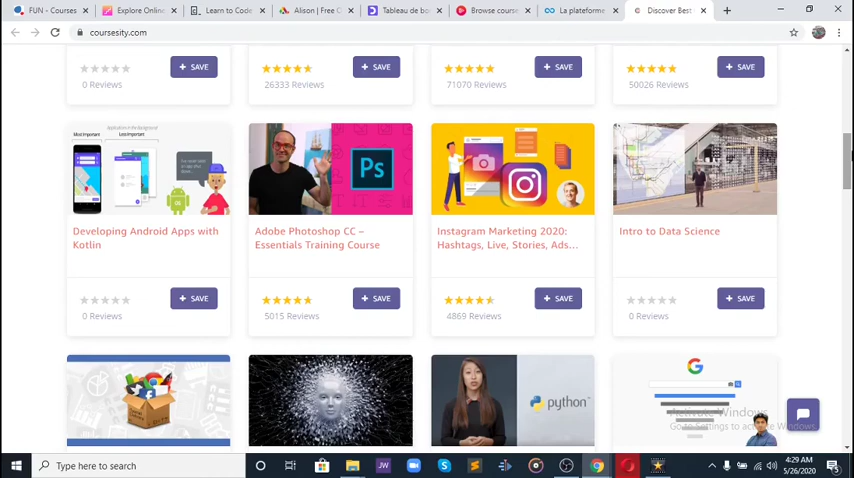 FUN - Courses
Explore Online
Learn to Code
Alison | Free C
Tableau de bo
Browse course
La plateforme
Discover Best
coursesity.com
+ SAVE
+ SAVE
+ SAVE
+ SAVE
0 Reviews
26333 Reviews
71070 Reviews
50026 Reviews
Most Important
Less Important
Ps
Developing Android Apps with
Kotlin
Adobe Photoshop CC –
Essentials Training Course
Instagram Marketing 2020:
Hashtags, Live, Stories, Ads...
Intro to Data Science
+ SAVE
+ SAVE
+ SAVE
+ SAVE
0 Reviews
5015 Reviews
4869 Reviews
0 Reviews
python
G
Activate Windows
Go to Settings to activate Windows.
Type here to search
JW
4:29 AM
5/26/2020
5